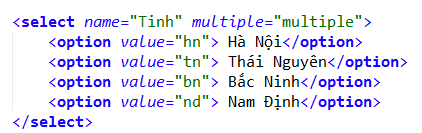 <select name="Tinh" multiple="multiple">
<option value="hn"> Hà Nội</option>
<option value="tn"> Thái Nguyên</option>
<option value="bn"> Bắc Ninh</option>
<option value="nd"> Nam Định</option>
</select>